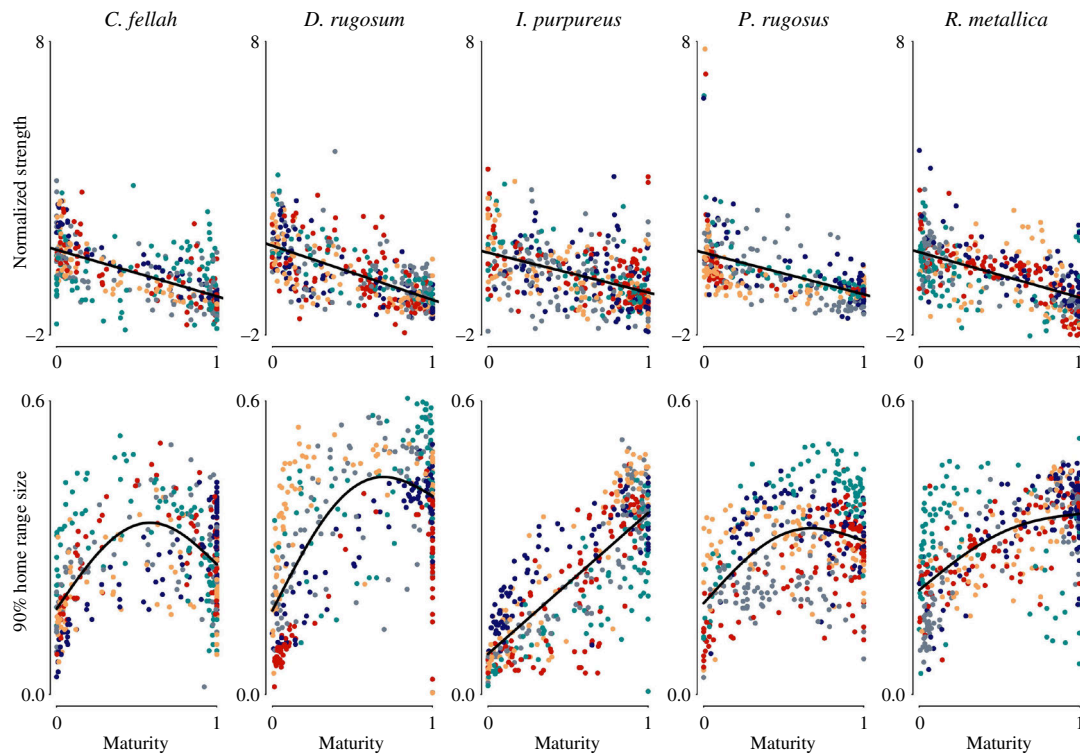 C. fellah D. rugosum I. purpureus P. rugosus R. metallica
8 8 8 8 8
Normalized strength
–2 –2 –2 –2 –2
0 1 0 1 0 1 0 1 0 1
0.6 0.6 0.6 0.6 0.6
90% home range size
0.0 0.0 0.0 0.0 0.0
0 1 0 1 0 1 0 1 0 1
Maturity Maturity Maturity Maturity Maturity